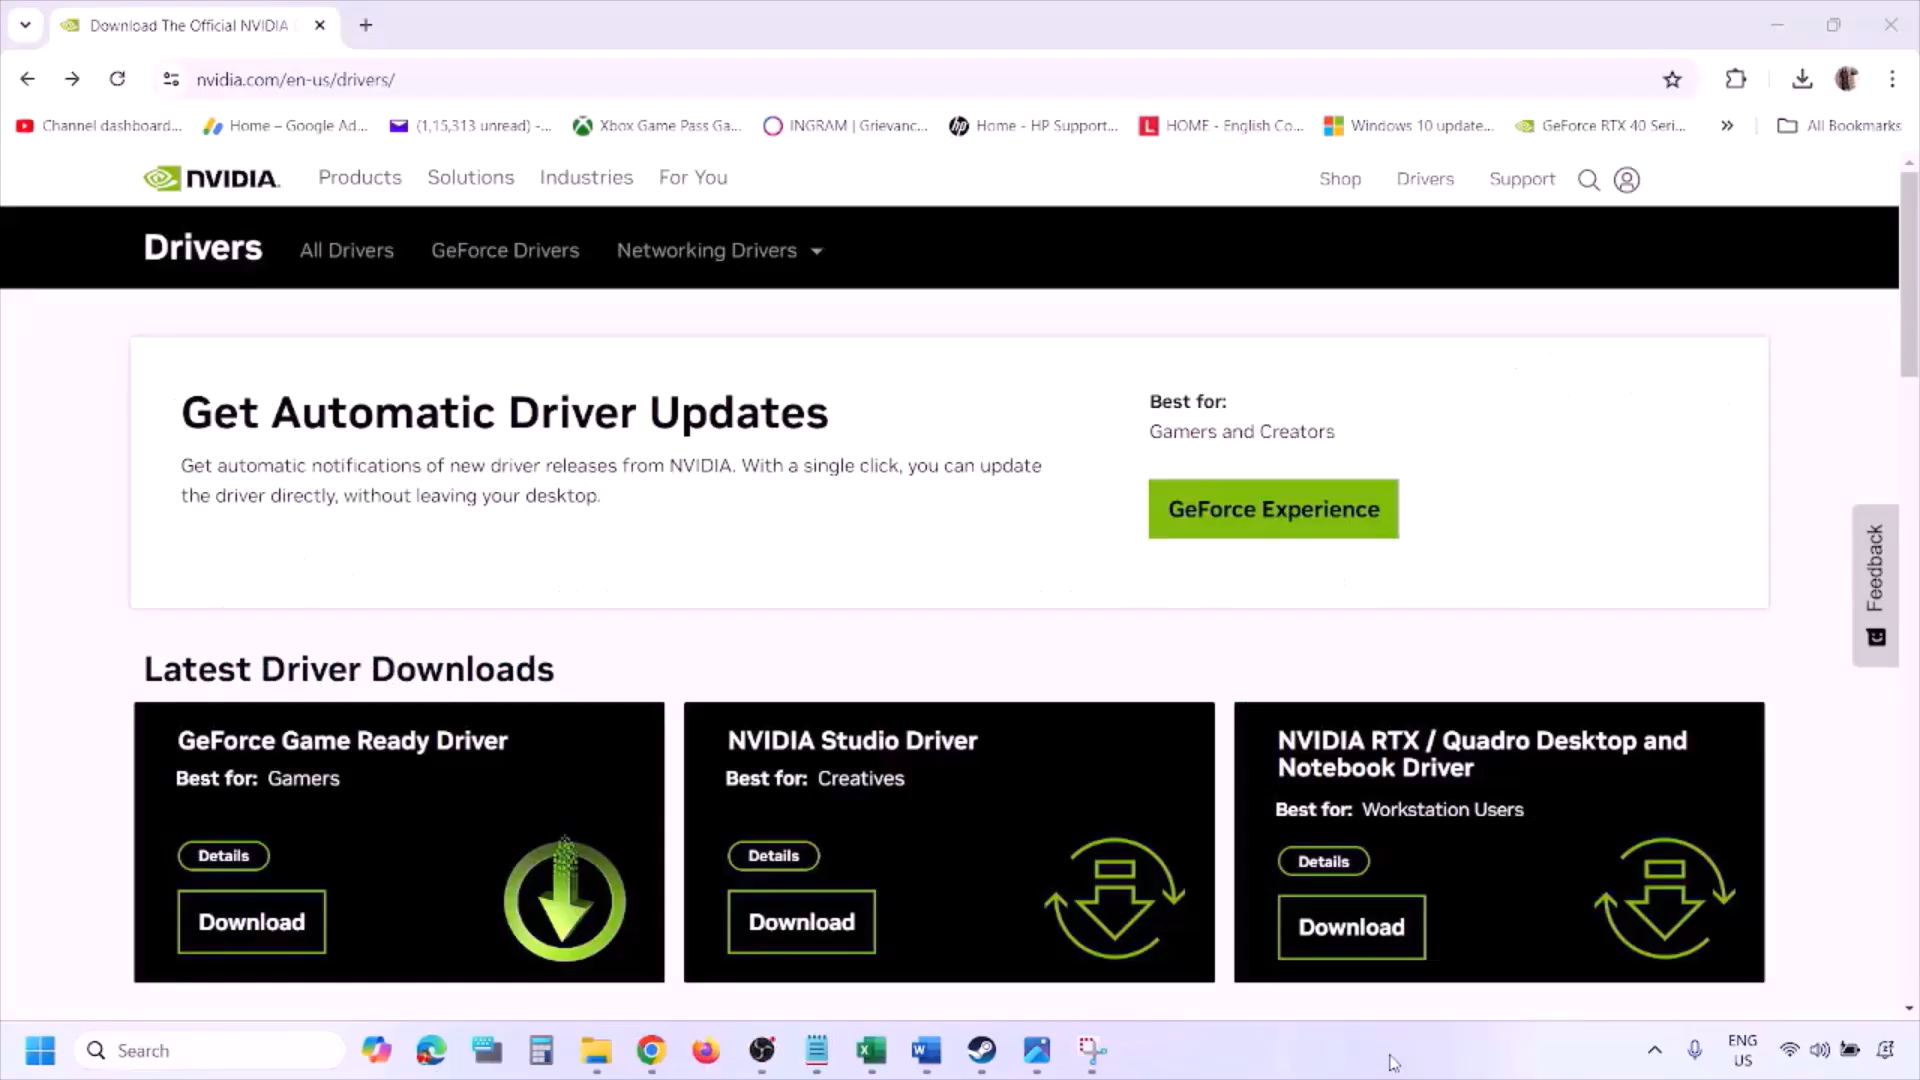 Download The Official NVIDIA
nvidia.com/en-us/drivers/
Channel dashboard...
Home – Google Ad...
(1,15,313 unread) -...
Xbox Game Pass Ga...
INGRAM | Grievanc...
Home - HP Support...
HOME - English Co...
Windows 10 update...
GeForce RTX 40 Seri...
All Bookmarks
NVIDIA.
Products
Solutions
Industries
For You
Shop
Drivers
Support
Drivers
All Drivers
GeForce Drivers
Networking Drivers
Get Automatic Driver Updates
Get automatic notifications of new driver releases from NVIDIA. With a single click, you can update
the driver directly, without leaving your desktop.
Best for:
Gamers and Creators
GeForce Experience
Feedback
Latest Driver Downloads
GeForce Game Ready Driver
Best for: Gamers
Details
Download
NVIDIA Studio Driver
Best for: Creatives
Details
Download
NVIDIA RTX / Quadro Desktop and
Notebook Driver
Best for: Workstation Users
Details
Download
Search
ENG
US